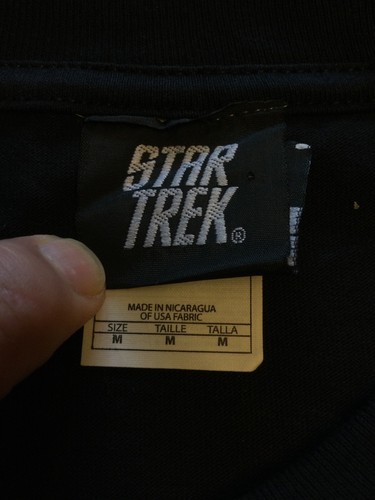 STAR
TREK®
MADE IN NICARAGUA
OF USA FABRIC
SIZE TAILLE TALLA
M M M